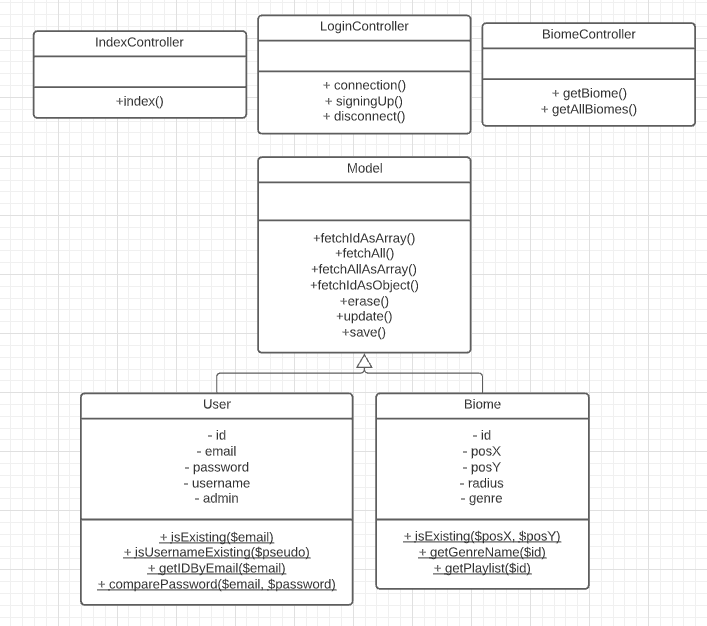 IndexController
+index()
LoginController
+ connection()
+ signingUp()
+ disconnect()
BiomeController
+ getBiome()
+ getAllBiomes()
Model
+fetchIdAsArray()
+fetchAll()
+fetchAllAsArray()
+fetchIdAsObject()
+erase()
+update()
+save()
User
- id
- email
- password
- username
- admin
+ isExisting($email)
+ isUsernameExisting($pseudo)
+ getIDByEmail($email)
+ comparePassword($email, $password)
Biome
- id
- posX
- posY
- radius
- genre
+ isExisting($posX, $posY)
+ getGenreName($id)
+ getPlaylist($id)